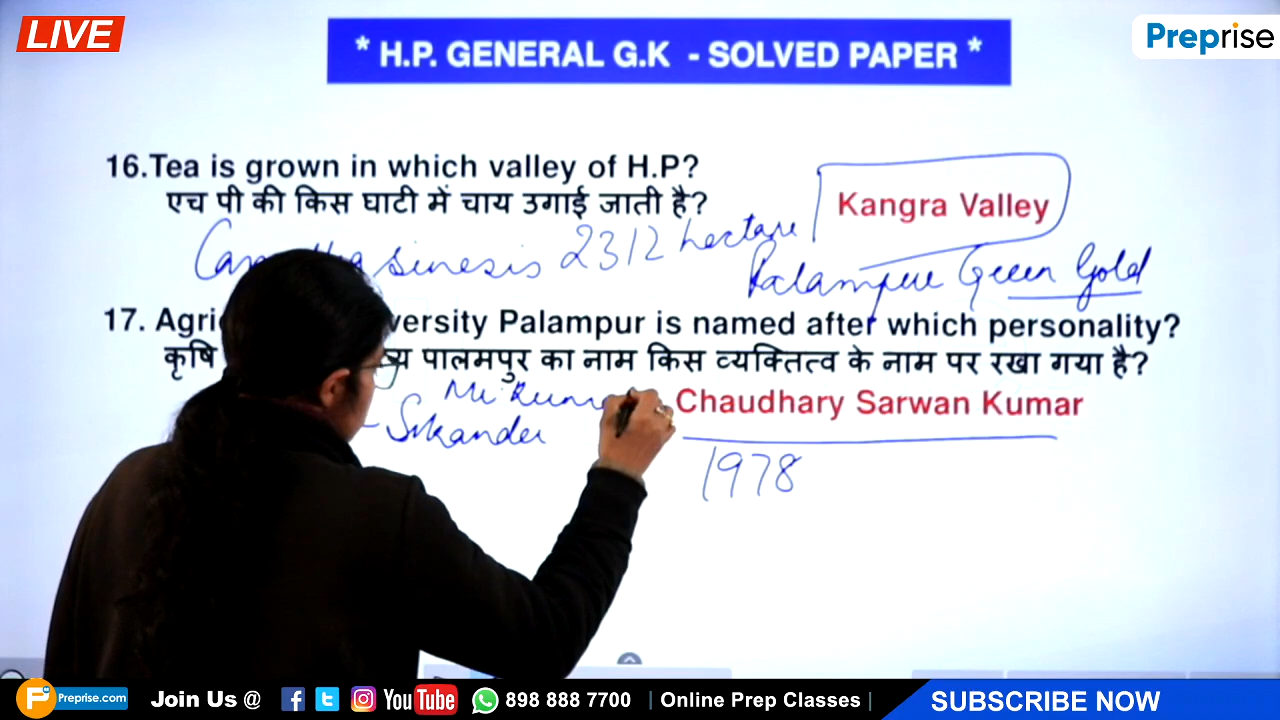 LIVE
* H.P. GENERAL G.K - SOLVED PAPER *
Preprise
16.Tea is grown in which valley of H.P?
एच पी की किस घाटी में चाय उगाई जाती है?
Kangra Valley
sinesis 2312 hectare
Palampure Green Gold
17. Agri versity Palampur is named after which personality?
कृषि पालमपुर का नाम किस व्यक्तित्व के नाम पर रखा गया है?
Chaudhary Sarwan Kumar
1978
Preprise.com Join Us @ YouTube 898 888 7700 | Online Prep Classes | SUBSCRIBE NOW